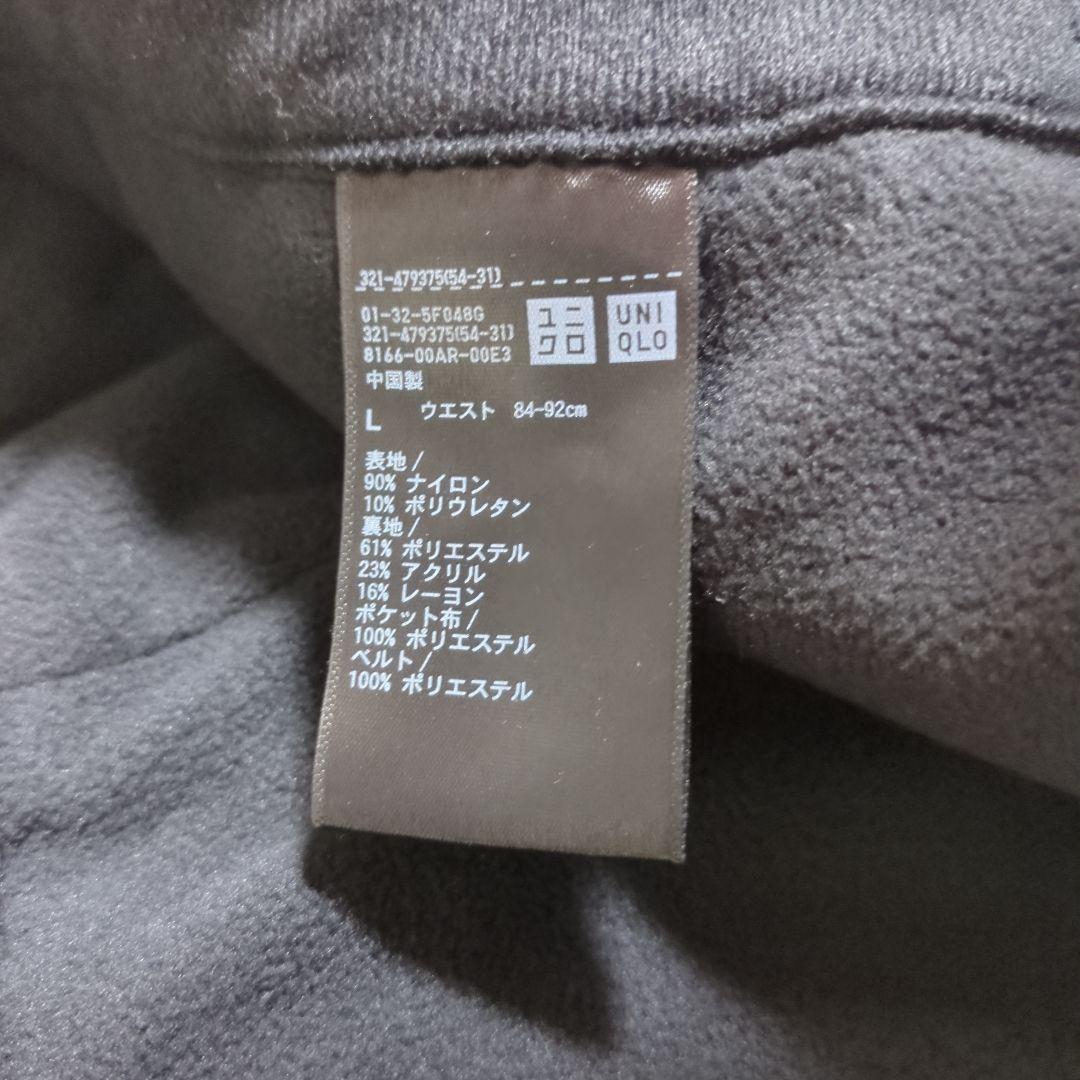 321-479375(54-31)
01-32-5F048G
321-479375(54-31)
8166-00AR-00E3
ユニ
クロ
UNI
QLO
中国製
L ウエスト 84-92cm
表地/
90% ナイロン
10% ポリウレタン
裏地/
61% ポリエステル
23% アクリル
16% レーヨン
ポケット布/
100% ポリエステル
ベルト/
100% ポリエステル